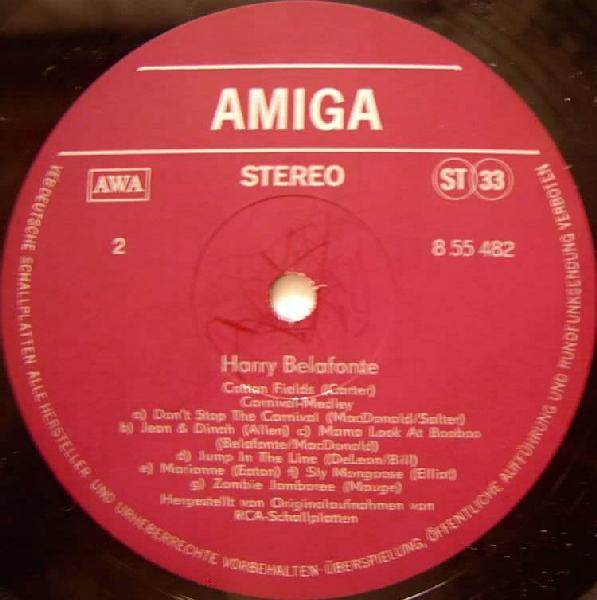 AMIGA
AWA
STEREO
ST 33
2
8 55 482
Harry Belafonte
Cotton Fields (Carter)
Carnival-Medley
a) Don't Stop The Carnival (MacDonald/Salter)
b) Jean & Dinah (Allen) c) Mama Look At Booboo
(Belafonte/MacDonald)
d) Jump In The Line (DeLeon/Bill)
e) Marianne (Eaton) f) Sly Mongoose (Elliat)
g) Zombie Jamboree (Mauge)
Hergestellt von Originalaufnahmen von
RCA-Schallplatten
VEB DEUTSCHE SCHALLPLATTEN ALLE HERSTELLER- UND URHEBERRECHTE VORBEHALTEN-ÜBERSPIELUNG, ÖFFENTLICHE AUFFÜHRUNG UND RUNDFUNKSENDUNG VERBOTEN